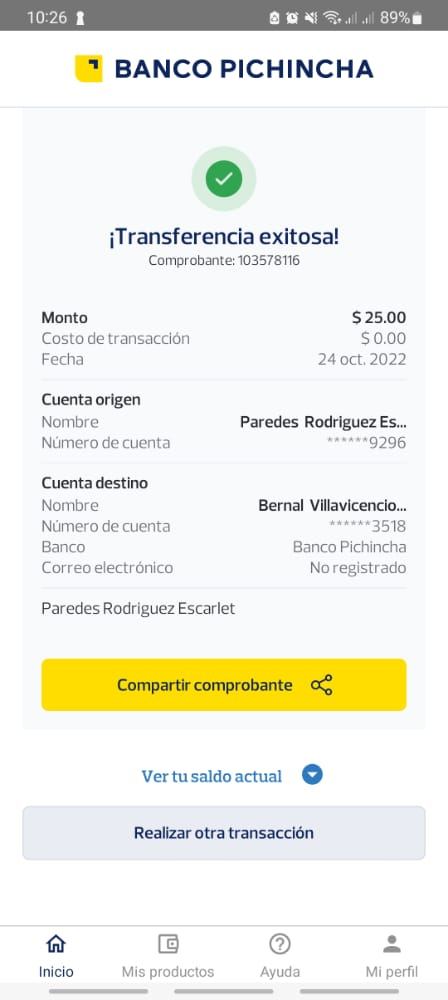 10:26 89%
BANCO PICHINCHA
¡Transferencia exitosa!
Comprobante: 103578116
Monto $ 25.00
Costo de transacción $ 0.00
Fecha 24 oct. 2022
Cuenta origen
Nombre Paredes Rodriguez Es...
Número de cuenta ******9296
Cuenta destino
Nombre Bernal Villavicencio...
Número de cuenta ******3518
Banco Banco Pichincha
Correo electrónico No registrado
Paredes Rodriguez Escarlet
Compartir comprobante
Ver tu saldo actual
Realizar otra transacción
Inicio Mis productos Ayuda Mi perfil